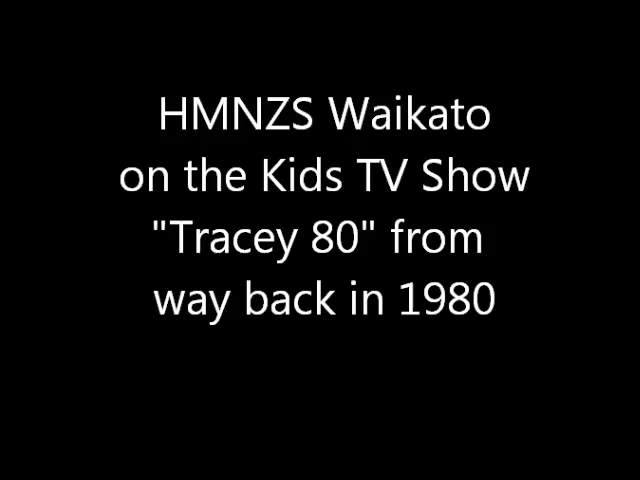 HMNZS Waikato
on the Kids TV Show
"Tracey 80" from
way back in 1980